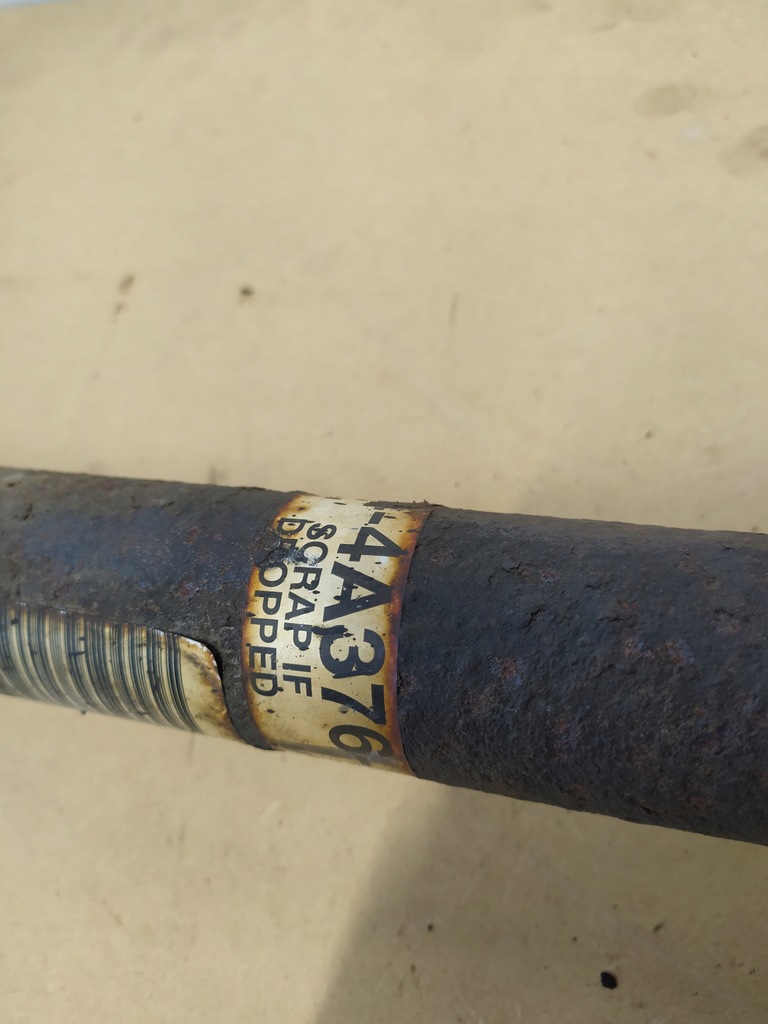 -4A376-
SCRAP IF
DROPPED